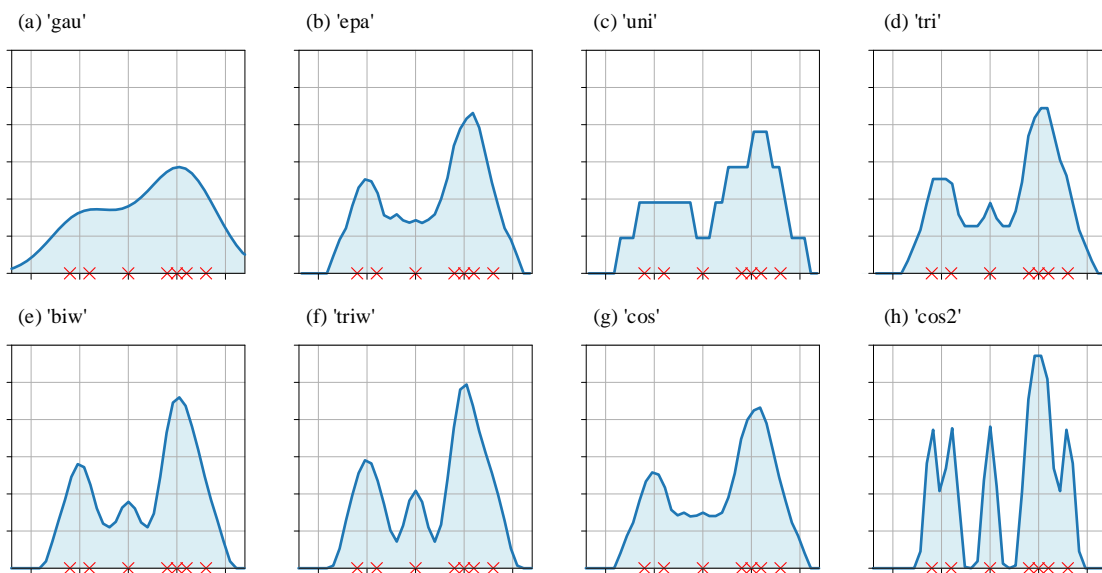 (a) 'gau'
(b) 'epa'
(c) 'uni'
(d) 'tri'
(e) 'biw'
(f) 'triw'
(g) 'cos'
(h) 'cos2'